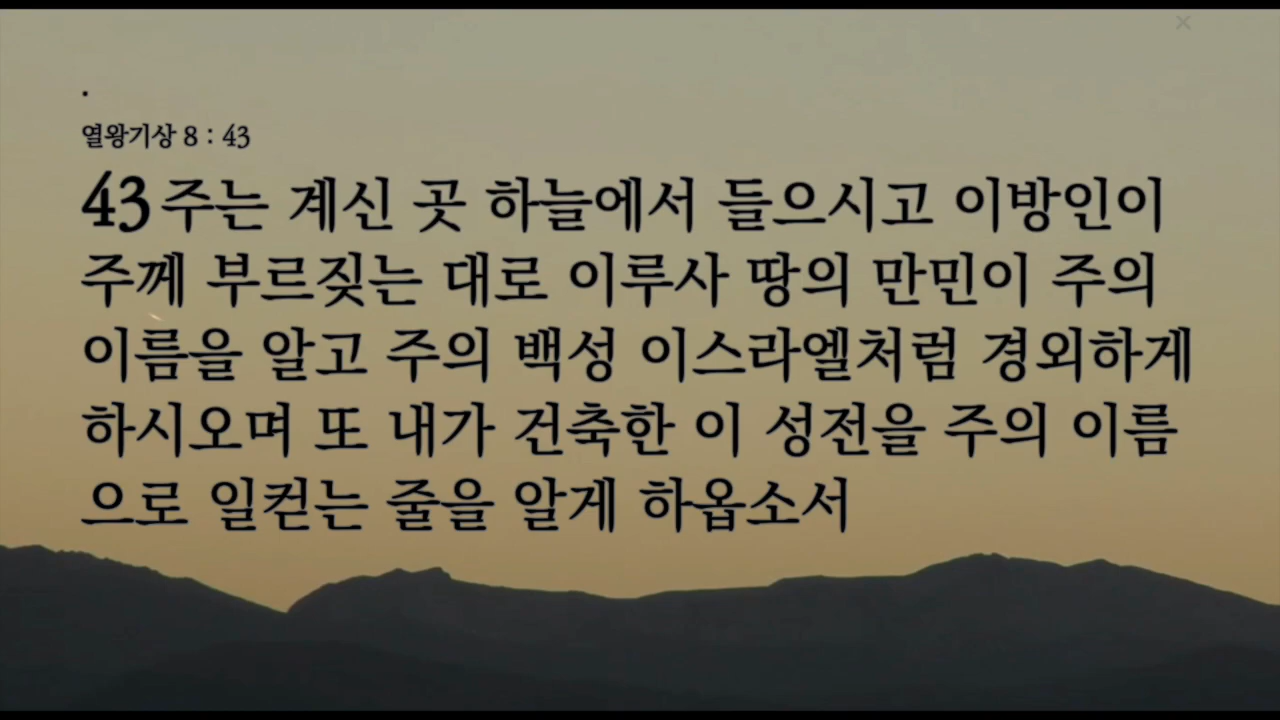 .
열왕기상 8 : 43
43 주는 계신 곳 하늘에서 들으시고 이방인이
주께 부르짖는 대로 이루사 땅의 만민이 주의
이름을 알고 주의 백성 이스라엘처럼 경외하게
하시오며 또 내가 건축한 이 성전을 주의 이름
으로 일컫는 줄을 알게 하옵소서